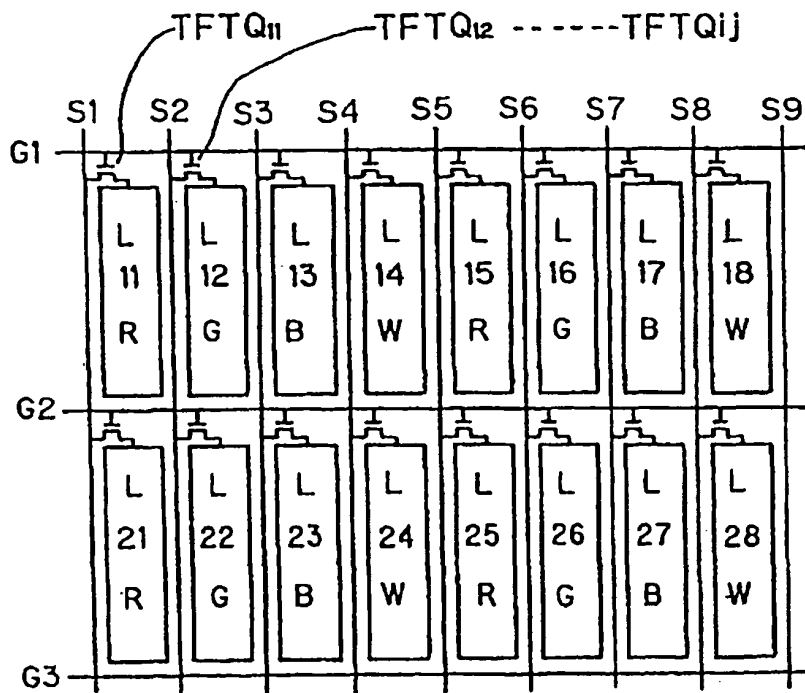 TFTQ11 TFTQ12 ------TFTQij
S1 S2 S3 S4 S5 S6 S7 S8 S9
G1
L L L L L L L L
11 12 13 14 15 16 17 18
R G B W R G B W
G2
L L L L L L L L
21 22 23 24 25 26 27 28
R G B W R G B W
G3